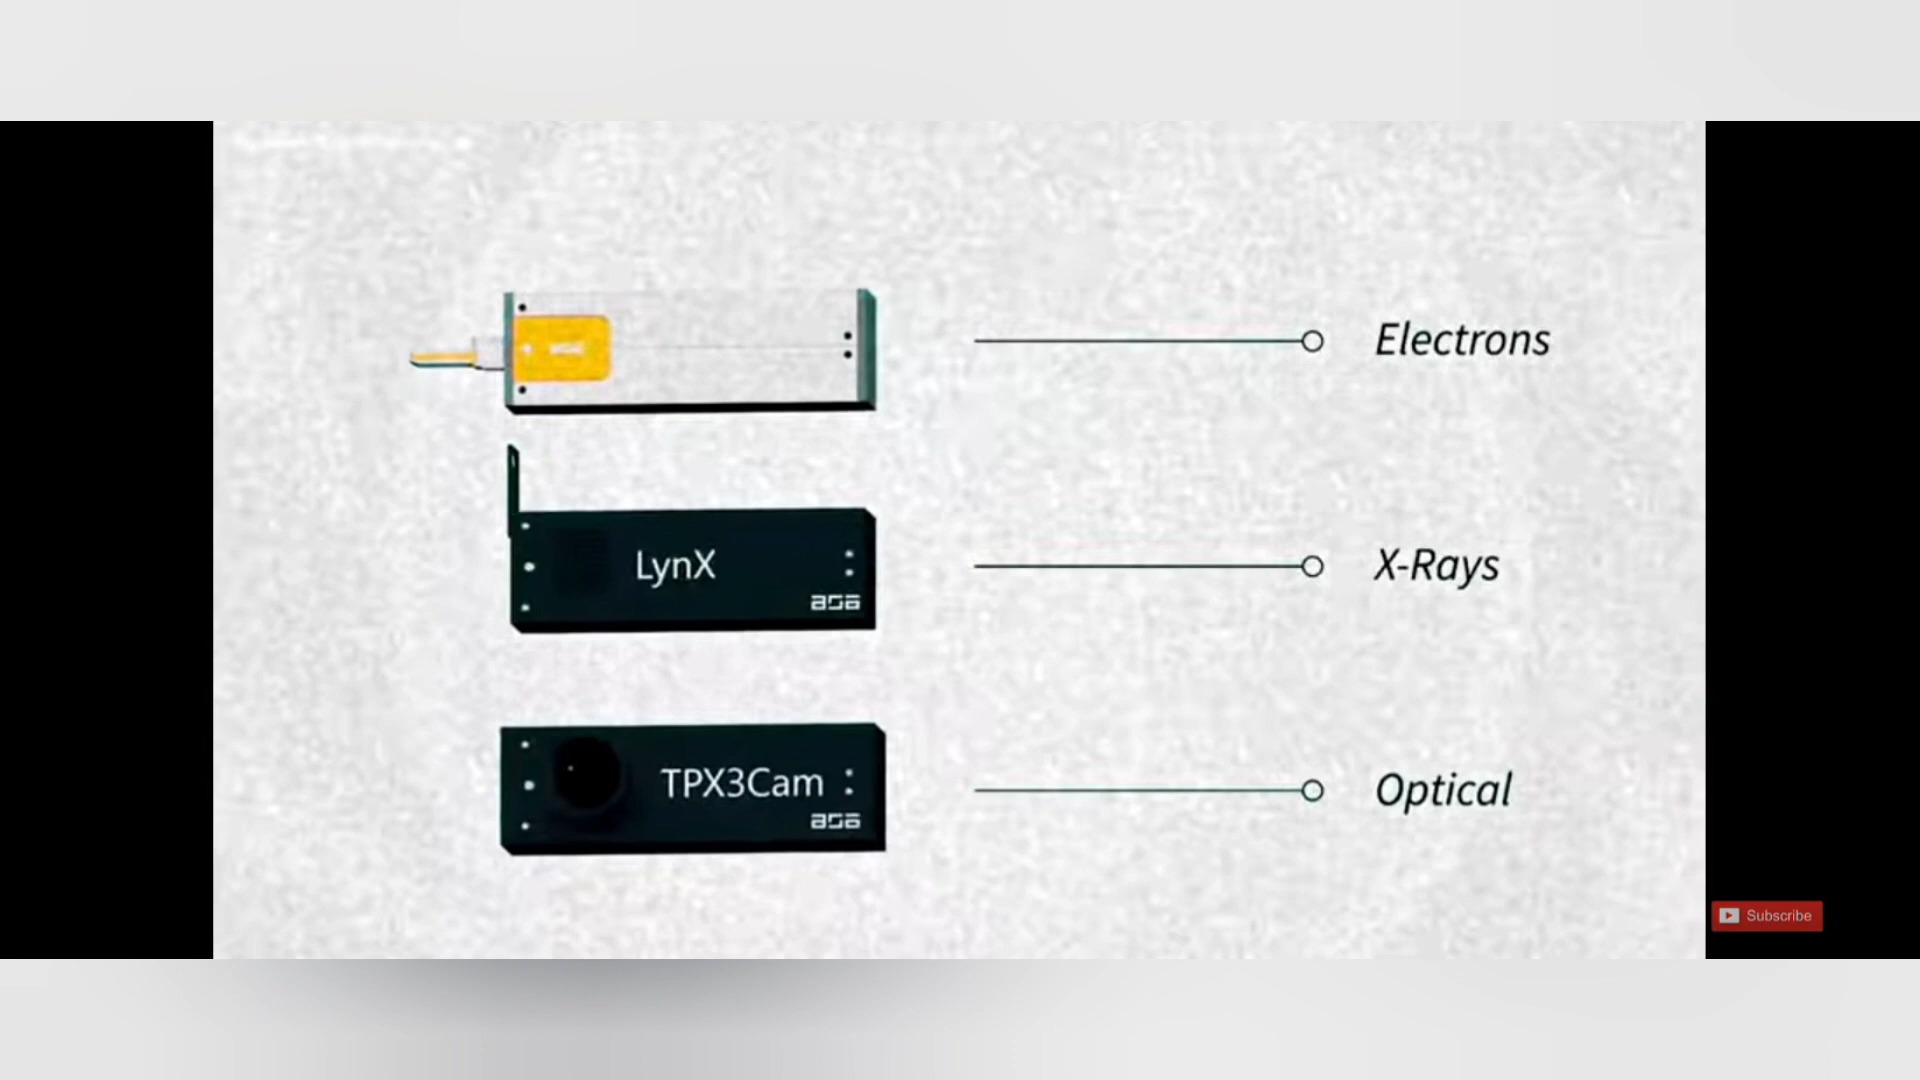 Electrons
LynX
asa
X-Rays
TPX3Cam
asa
Optical
Subscribe